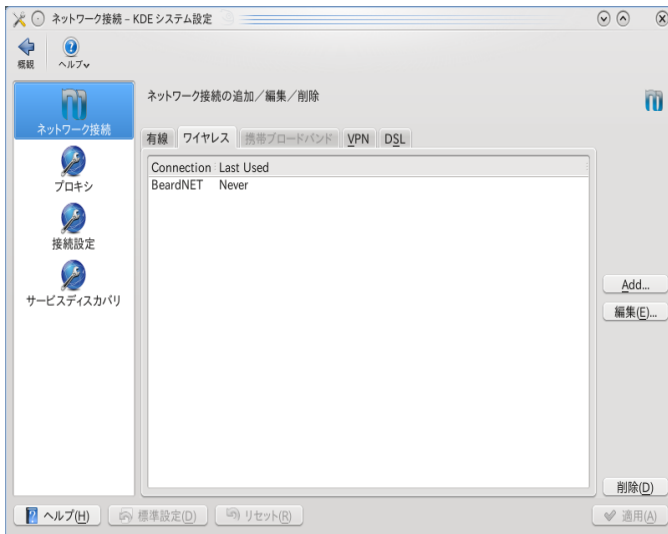 ネットワーク接続 – KDE システム設定
概観
ヘルプ
ネットワーク接続
プロキシ
接続設定
サービスディスカバリ
ネットワーク接続の追加／編集／削除
有線 ワイヤレス 携帯ブロードバンド VPN DSL
Connection Last Used
BeardNET Never
Add...
編集(E)...
削除(D)
ヘルプ(H) 標準設定(D) リセット(R) 適用(A)